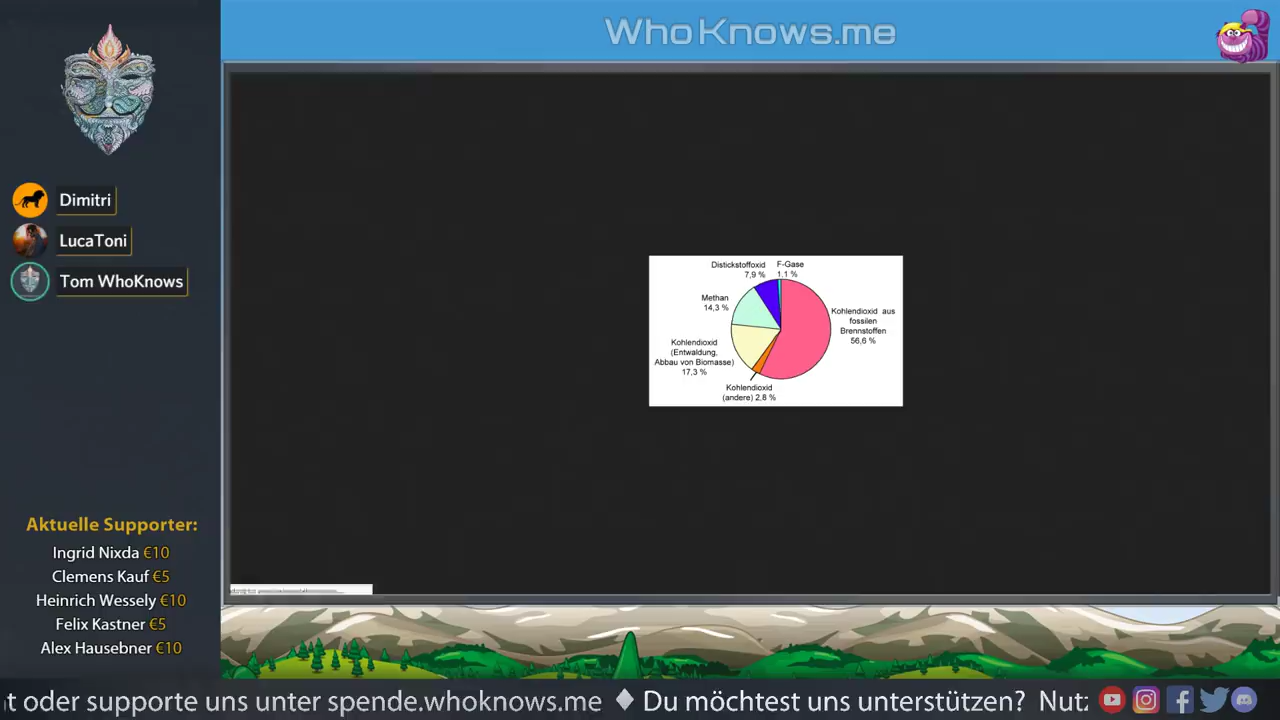 WhoKnows.me
Dimitri
LucaToni
Tom WhoKnows
Distickstoffoxid
7,9 %
F-Gase
1,1 %
Methan
14,3 %
Kohlendioxid aus
fossilen
Brennstoffen
56,6 %
Kohlendioxid
(Entwaldung,
Abbau von Biomasse)
17,3 %
Kohlendioxid
(andere) 2,8 %
Aktuelle Supporter:
Ingrid Nixda €10
Clemens Kauf €5
Heinrich Wessely €10
Felix Kastner €5
Alex Hausebner €10
t oder supporte uns unter spende.whoknows.me ♦ Du möchtest uns unterstützen? Nutz